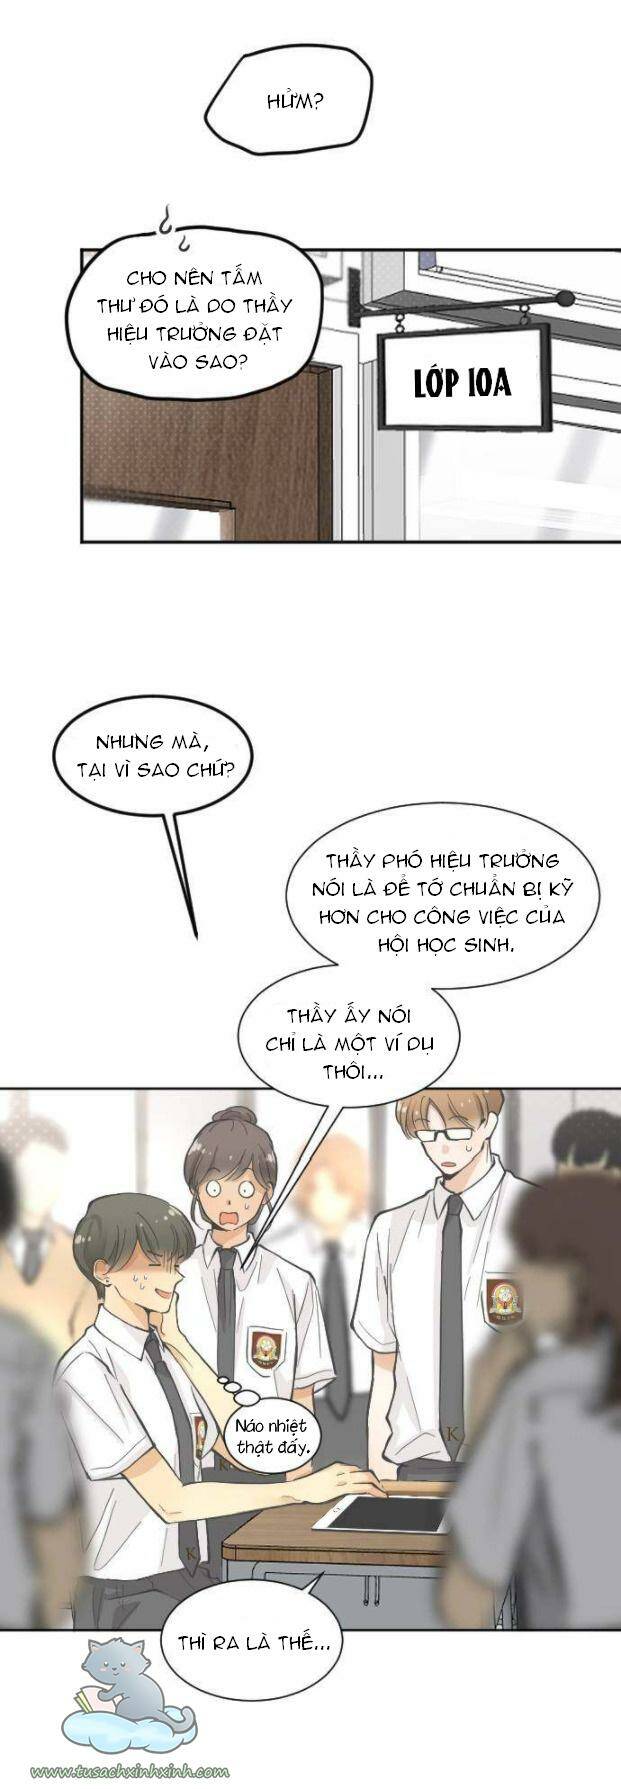 HỬM?
CHO NÊN TẤM
THƯ ĐÓ LÀ DO THẦY
HIỆU TRƯỞNG ĐẶT
VÀO SAO?
LỚP 10A
NHƯNG MÀ,
TẠI VÌ SAO CHỨ?
THẦY PHÓ HIỆU TRƯỞNG
NÓI LÀ ĐỂ TỚ CHUẨN BỊ KỸ
HƠN CHO CÔNG VIỆC CỦA
HỘI HỌC SINH.
THẦY ẤY NÓI
CHỈ LÀ MỘT VÍ DỤ
THÔI...
Náo nhiệt
thật đấy.
K
K
K
THÌ RA LÀ THẾ...
www.tusachxinhxinh.com